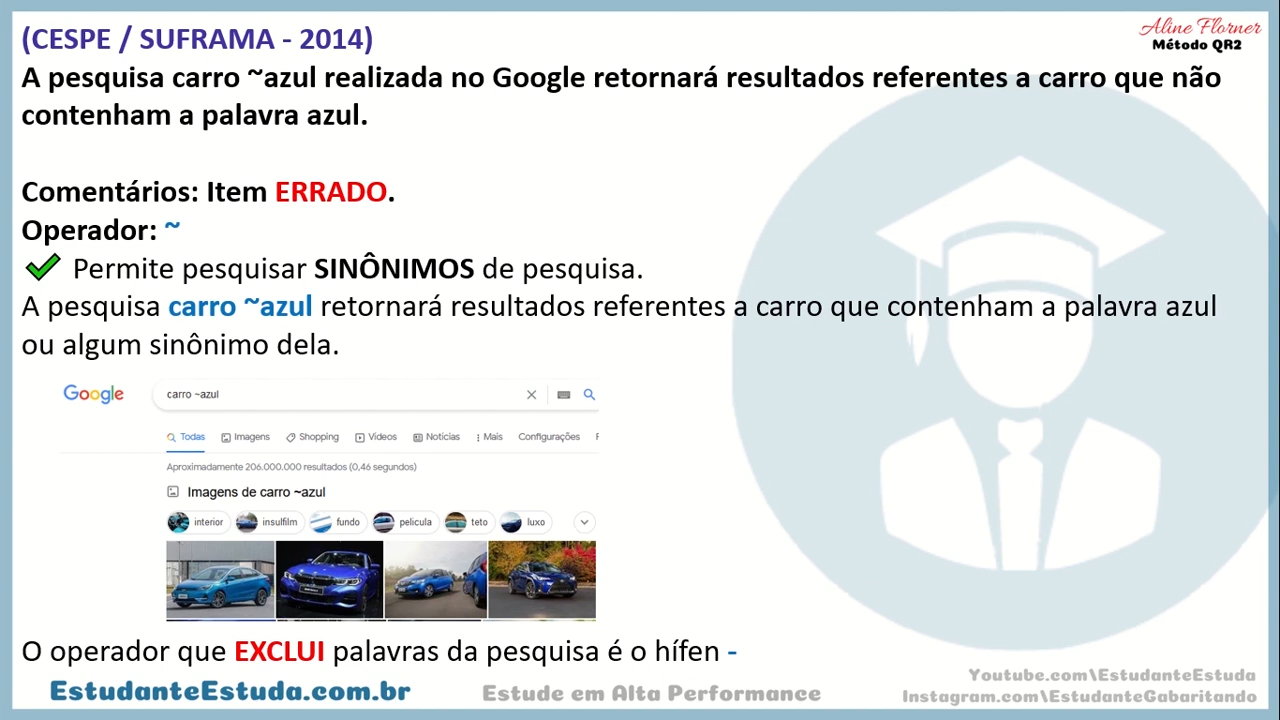 (CESPE / SUFRAMA - 2014)
Aline Florner
Método QR2
A pesquisa carro ~azul realizada no Google retornará resultados referentes a carro que não
contenham a palavra azul.
Comentários: Item ERRADO.
Operador: ~
Permite pesquisar SINÔNIMOS de pesquisa.
A pesquisa carro ~azul retornará resultados referentes a carro que contenham a palavra azul
ou algum sinônimo dela.
Google carro ~azul
Todas Imagens Shopping Vídeos Notícias Mais Configurações F
Aproximadamente 206.000.000 resultados (0,46 segundos)
Imagens de carro ~azul
interior insulfilm fundo pelicula teto luxo
O operador que EXCLUI palavras da pesquisa é o hífen -
EstudanteEstuda.com.br
Estude em Alta Performance
Youtube.com\EstudanteEstuda
Instagram.com\EstudanteGabaritando